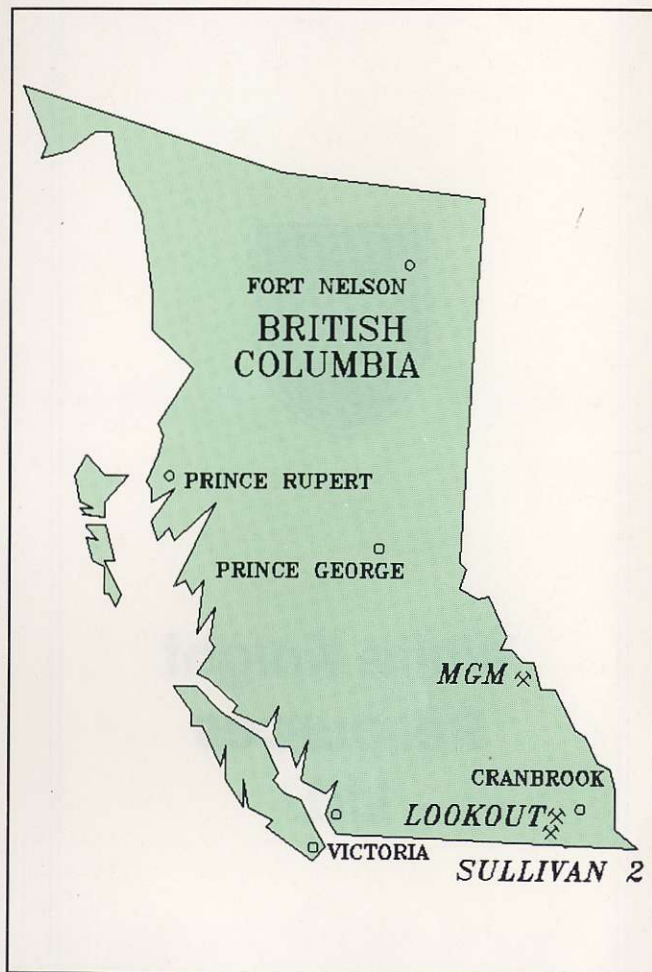 FORT NELSON
BRITISH
COLUMBIA
PRINCE RUPERT
PRINCE GEORGE
MGM
CRANBROOK
LOOKOUT
VICTORIA
SULLIVAN 2